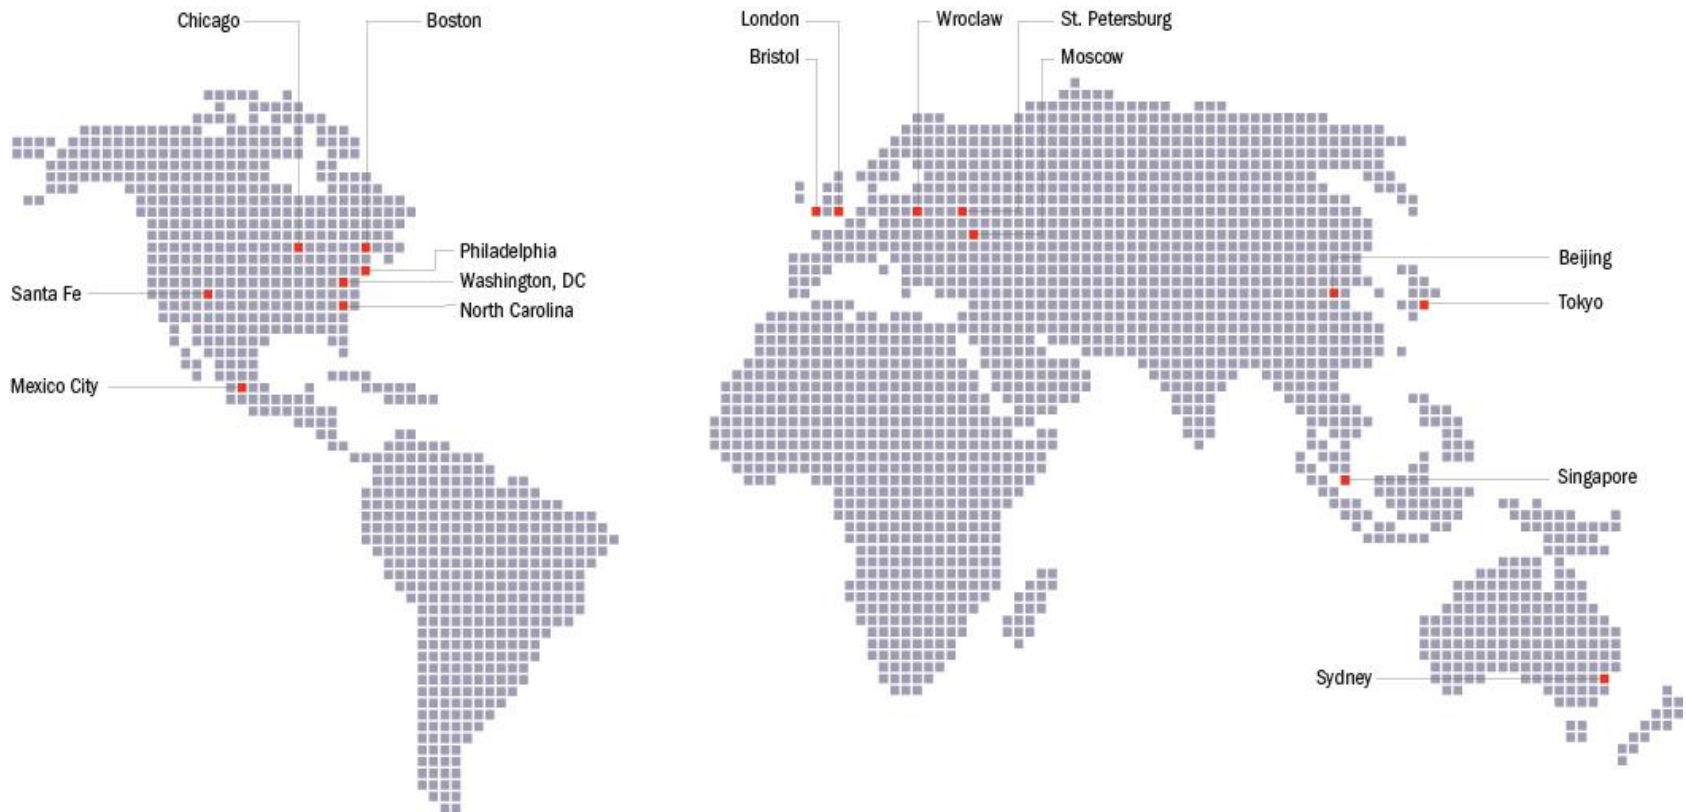 Chicago
Boston
London
Wroclaw
St. Petersburg
Bristol
Moscow
Philadelphia
Washington, DC
Santa Fe
North Carolina
Mexico City
Beijing
Tokyo
Singapore
Sydney